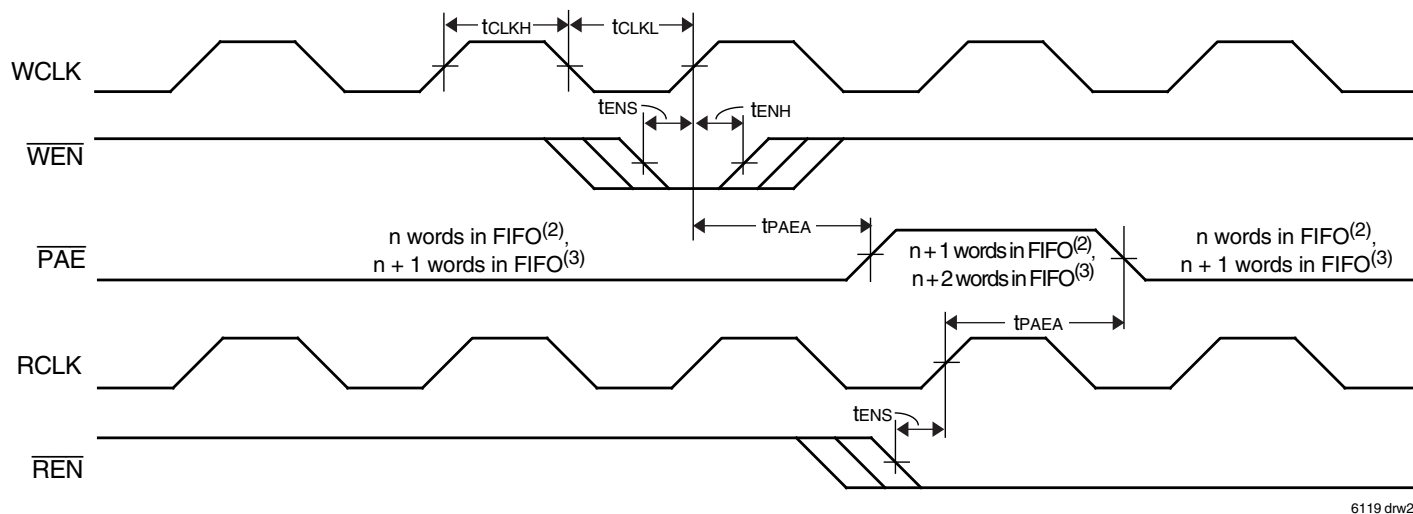 tCLKH
tCLKL
WCLK
tENS
tENH
WEN
tPAEA
PAE
n words in FIFO(2),
n + 1 words in FIFO(3)
n + 1 words in FIFO(2),
n + 2 words in FIFO(3)
n words in FIFO(2),
n + 1 words in FIFO(3)
tPAEA
RCLK
tENS
REN
6119 drw2